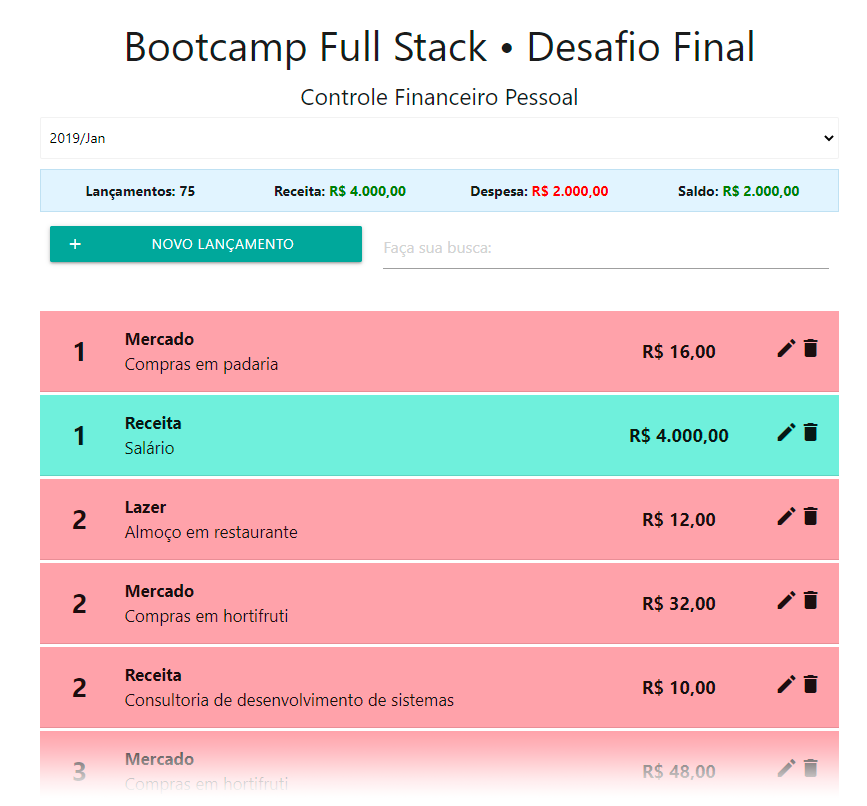 Bootcamp Full Stack • Desafio Final
Controle Financeiro Pessoal
2019/Jan
Lançamentos: 75 Receita: R$ 4.000,00 Despesa: R$ 2.000,00 Saldo: R$ 2.000,00
+ NOVO LANÇAMENTO Faça sua busca:
1 Mercado R$ 16,00
Compras em padaria
1 Receita R$ 4.000,00
Salário
2 Lazer R$ 12,00
Almoço em restaurante
2 Mercado R$ 32,00
Compras em hortifruti
2 Receita R$ 10,00
Consultoria de desenvolvimento de sistemas
3 Mercado R$ 48,00
Compras em hortifruti